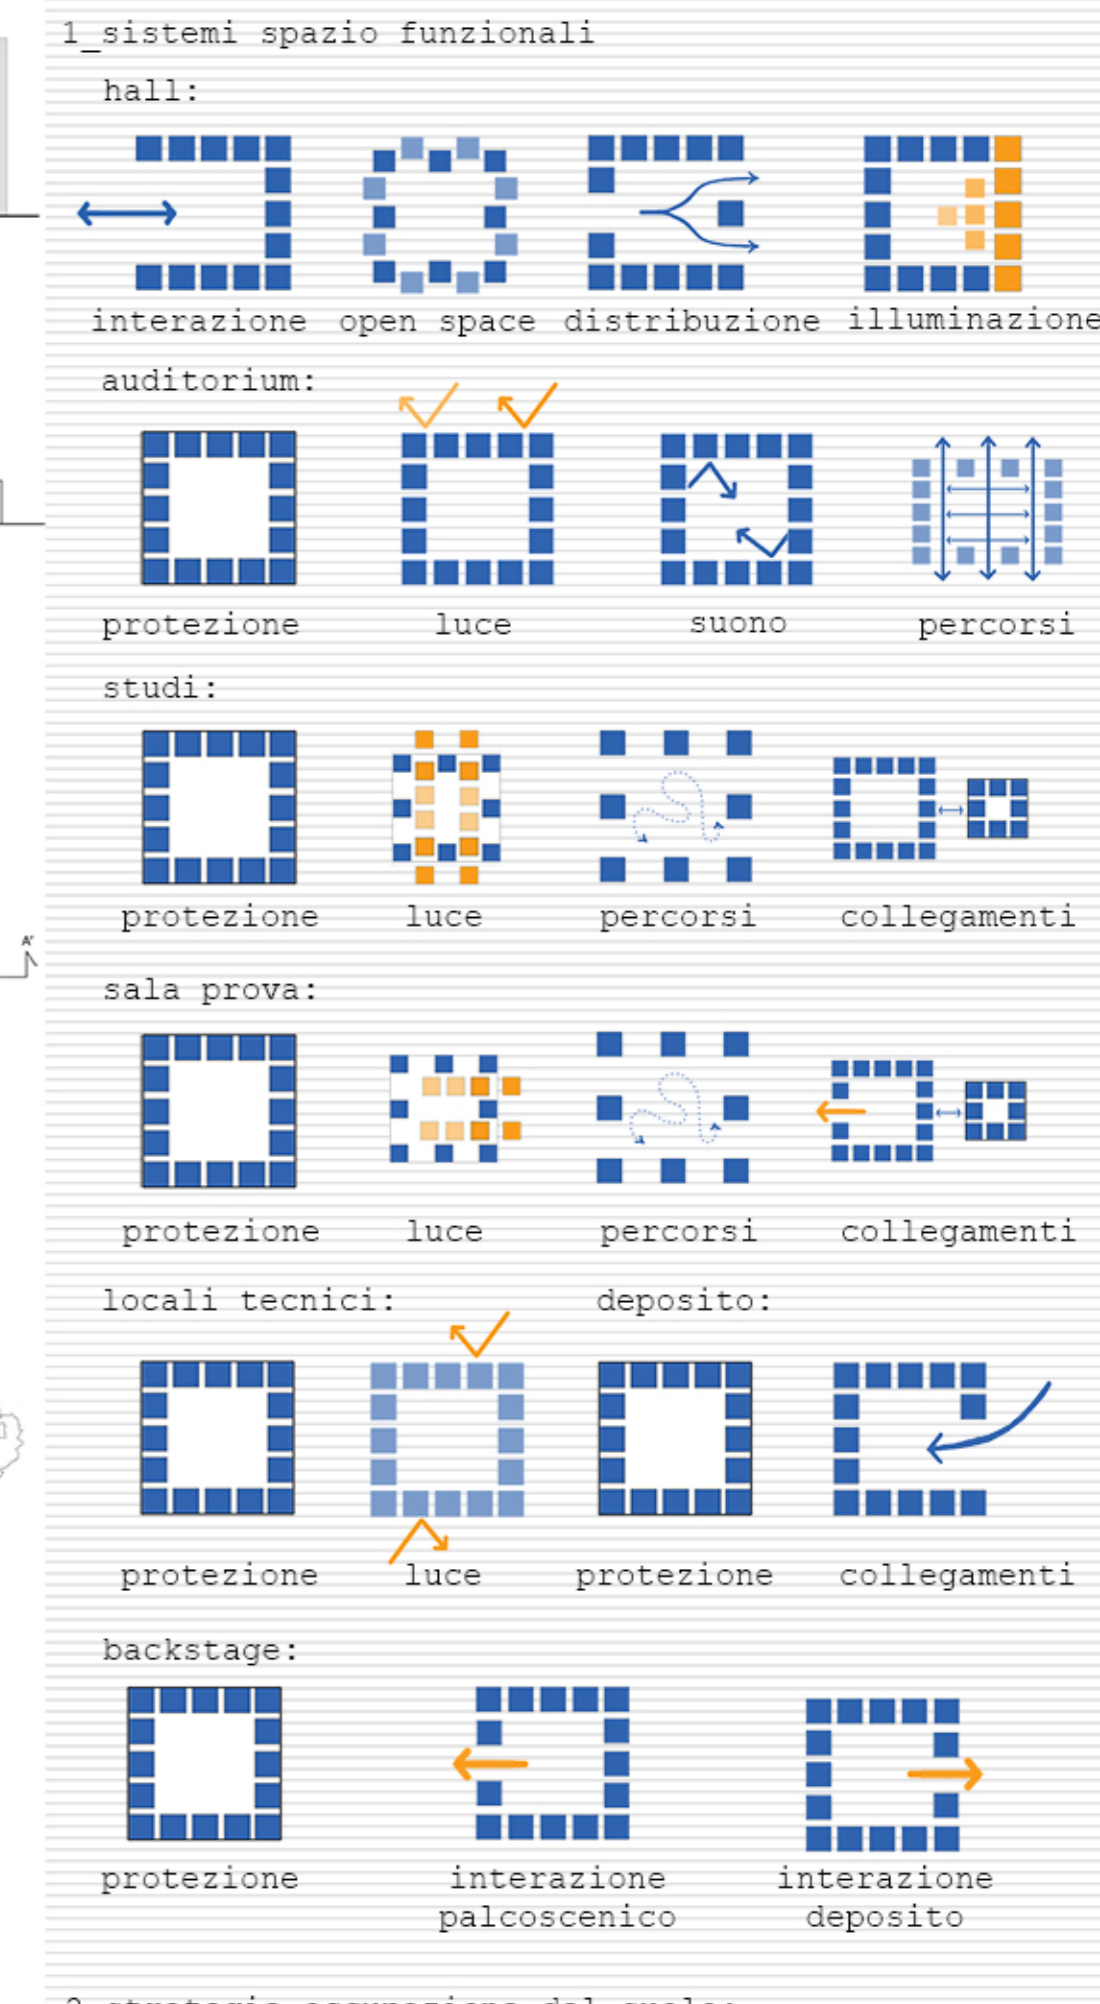 1_sistemi spazio funzionali
hall:
interazione open space distribuzione illuminazione
auditorium:
protezione luce suono percorsi
studi:
protezione luce percorsi collegamenti
A'
sala prova:
protezione luce percorsi collegamenti
locali tecnici: deposito:
protezione luce protezione collegamenti
backstage:
protezione interazione palcoscenico interazione deposito